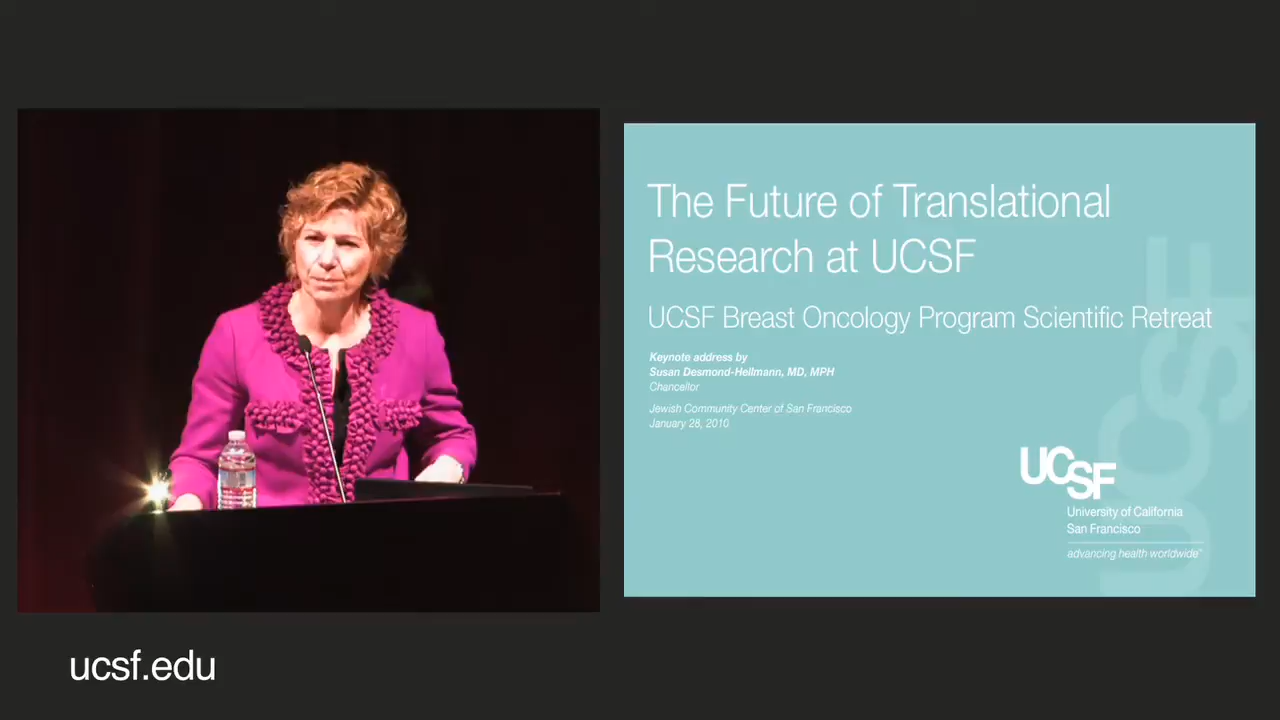 The Future of Translational
Research at UCSF
UCSF Breast Oncology Program Scientific Retreat
Keynote address by
Susan Desmond-Hellmann, MD, MPH
Chancellor
Jewish Community Center of San Francisco
January 28, 2010
UCSF
UCSF
University of California
San Francisco
advancing health worldwide™
ucsf.edu